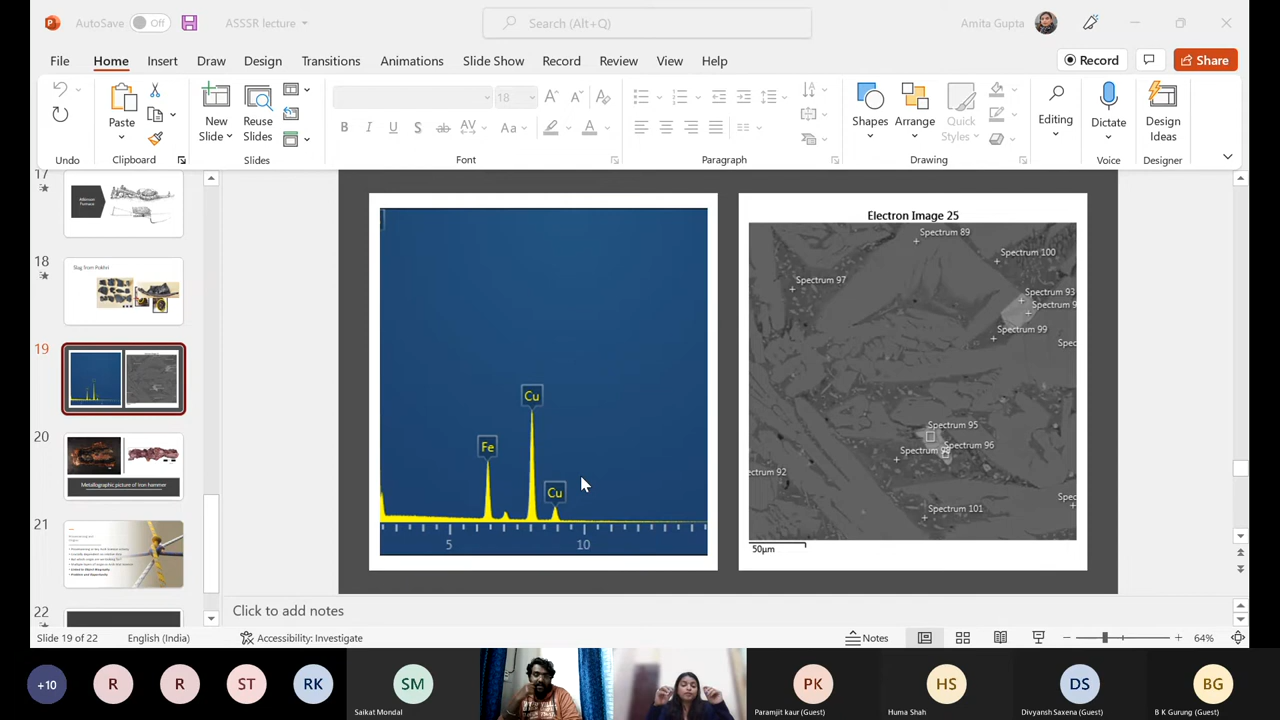 AutoSave Off ASSSR lecture Search (Alt+Q) Amita Gupta
File Home Insert Draw Design Transitions Animations Slide Show Record Review View Help Record Share
18
Paste New Slide Reuse Slides Shapes Arrange Quick Styles Editing Dictate Design Ideas
Undo Clipboard Slides Font Paragraph Drawing Voice Designer
17
18
Slag from Pokhri
19
20
Metallographic picture of Iron hammer
21
22
Cu
Fe
Cu
5 10
Electron Image 25
Spectrum 89
Spectrum 100
Spectrum 97
Spectrum 93
Spectrum 9
Spectrum 99
Spec
Spectrum 95
Spectrum 96
Spectrum
ectrum 92
Spec
Spectrum 101
50µm
Click to add notes
Slide 19 of 22 English (India) Accessibility: Investigate Notes 64%
+10 R R ST RK SM PK HS DS BG
Saikat Mondal Paramjit kaur (Guest) Huma Shah Divyansh Saxena (Guest) B K Gurung (Guest)